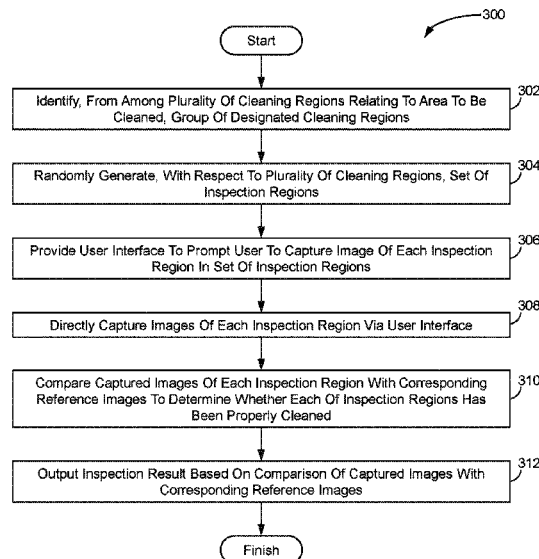 300
Start
302
Identify, From Among Plurality Of Cleaning Regions Relating To Area To Be
Cleaned, Group Of Designated Cleaning Regions
304
Randomly Generate, With Respect To Plurality Of Cleaning Regions, Set Of
Inspection Regions
306
Provide User Interface To Prompt User To Capture Image Of Each Inspection
Region In Set Of Inspection Regions
308
Directly Capture Images Of Each Inspection Region Via User Interface
310
Compare Captured Images Of Each Inspection Region With Corresponding
Reference Images To Determine Whether Each Of Inspection Regions Has
Been Properly Cleaned
312
Output Inspection Result Based On Comparison Of Captured Images With
Corresponding Reference Images
Finish